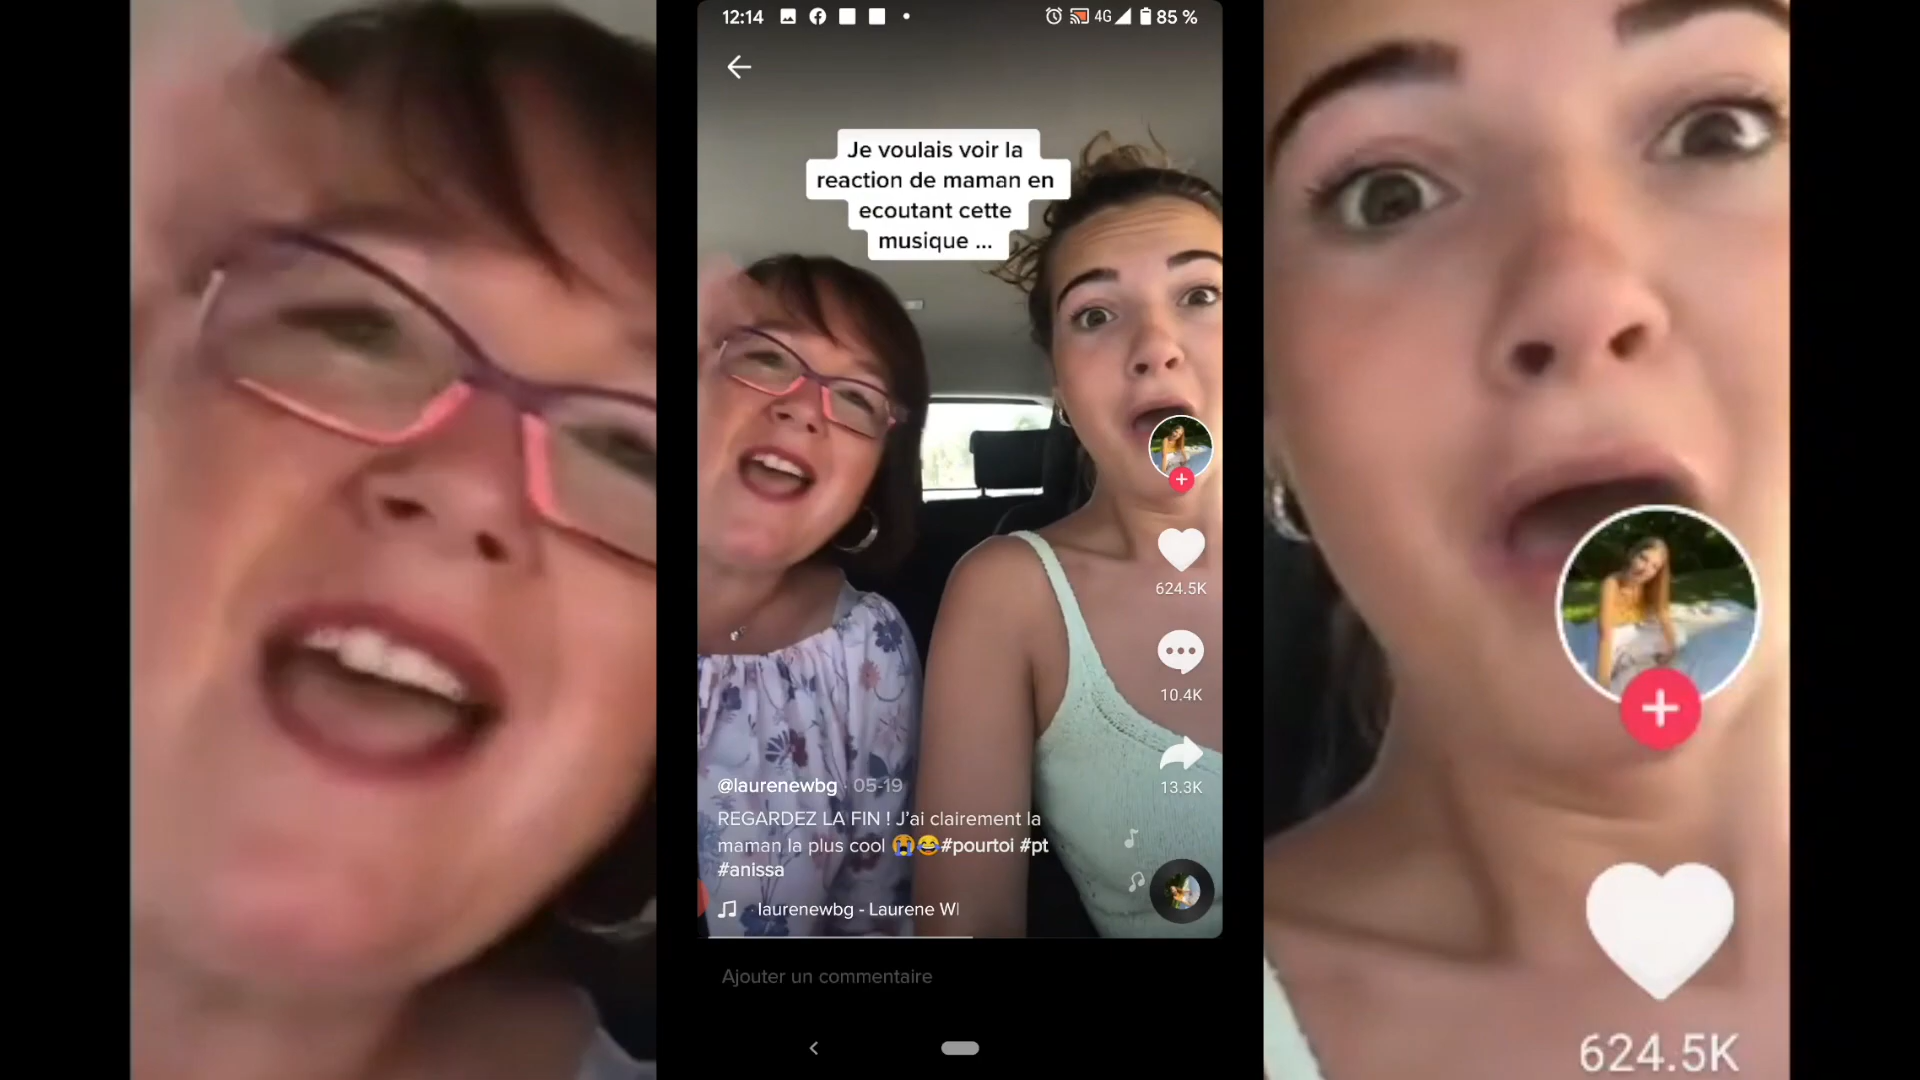 12:14
4G
85 %
Je voulais voir la
reaction de maman en
ecoutant cette
musique ...
624.5K
10.4K
13.3K
@laurenewbg · 05-19
REGARDEZ LA FIN ! J'ai clairement la
maman la plus cool 😭😂#pourtoi #pt
#anissa
laurenewbg - Laurene
Ajouter un commentaire
624.5K